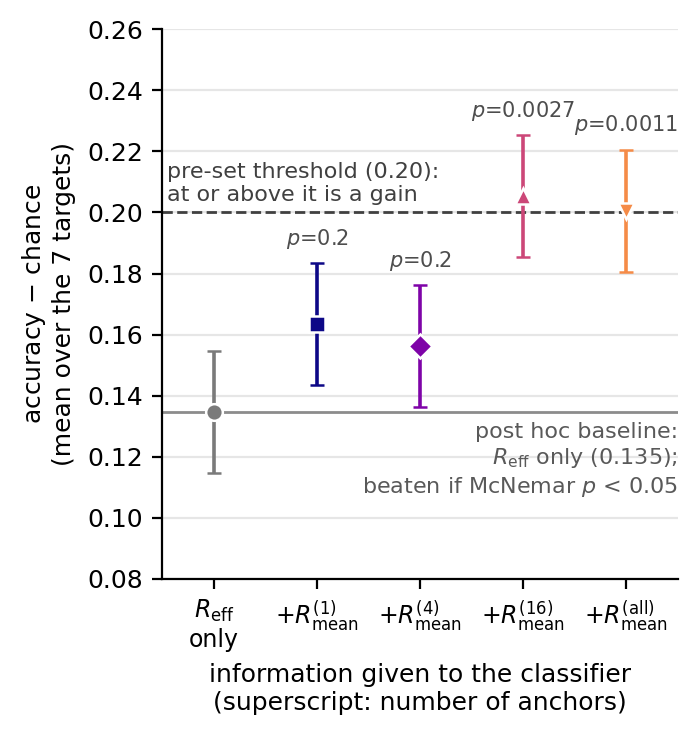 0.26
0.24
0.22
0.20
0.18
0.16
0.14
0.12
0.10
0.08
accuracy − chance
(mean over the 7 targets)
p=0.0027
p=0.0011
pre-set threshold (0.20):
at or above it is a gain
p=0.2
p=0.2
post hoc baseline:
R_eff only (0.135);
beaten if McNemar p < 0.05
R_eff
only
+R_mean^(1)
+R_mean^(4)
+R_mean^(16)
+R_mean^(all)
information given to the classifier
(superscript: number of anchors)